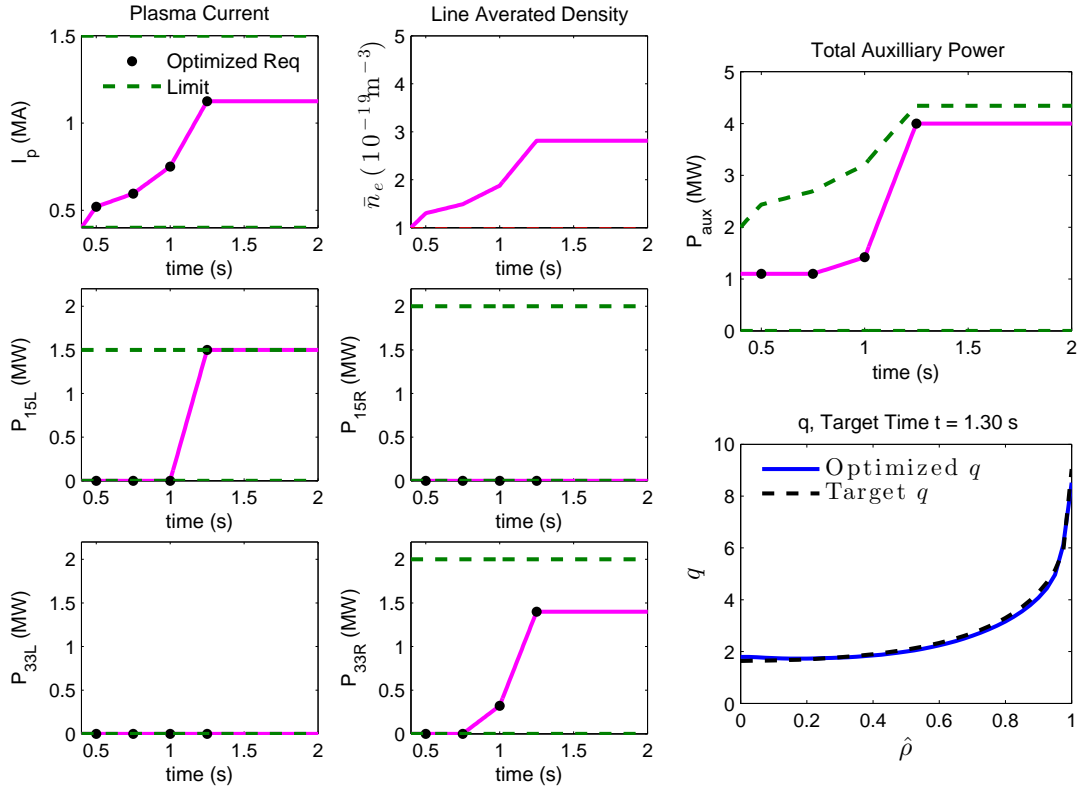 Plasma Current
1.5
1
0.5
I_p (MA)
Optimized Req
Limit
0.5 1 1.5 2
time (s)
Line Averated Density
5
4
3
2
1
n̄_e (10^{-19}m^{-3})
0.5 1 1.5 2
time (s)
Total Auxilliary Power
5
4
3
2
1
0
P_aux (MW)
0.5 1 1.5 2
time (s)
2
1.5
1
0.5
0
P_15L (MW)
0.5 1 1.5 2
time (s)
2
1.5
1
0.5
0
P_15R (MW)
0.5 1 1.5 2
time (s)
q, Target Time t = 1.30 s
10
8
6
4
2
0
q
Optimized q
Target q
0 0.2 0.4 0.6 0.8 1
ρ̂
2
1.5
1
0.5
0
P_33L (MW)
0.5 1 1.5 2
time (s)
2
1.5
1
0.5
0
P_33R (MW)
0.5 1 1.5 2
time (s)